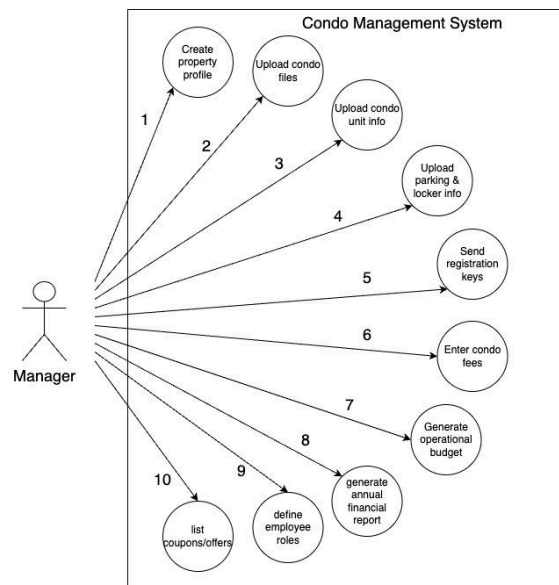 Condo Management System
Create
property
profile
Upload condo
files
Upload condo
unit info
Upload
parking &
locker info
Send
registration
keys
Enter condo
fees
Generate
operational
budget
generate
annual
financial
report
define
employee
roles
list
coupons/offers
1
2
3
4
5
6
7
8
9
10
Manager